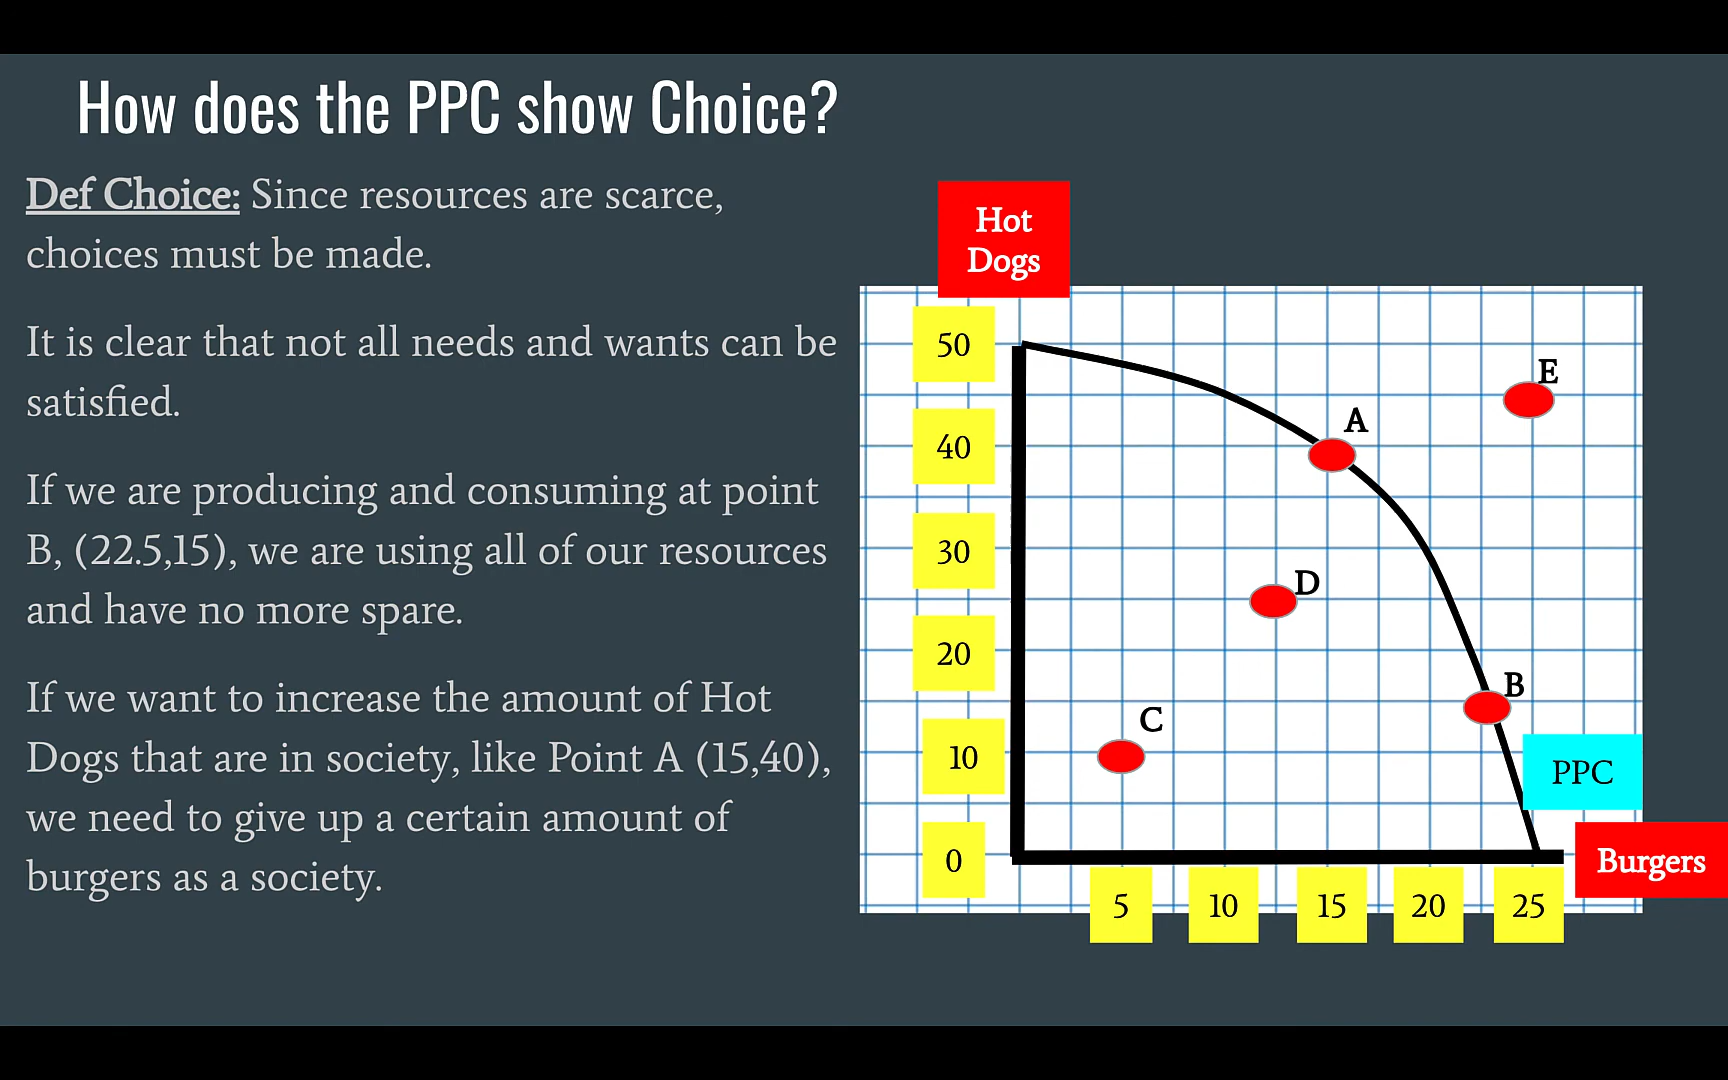 How does the PPC show Choice?
Def Choice: Since resources are scarce,
choices must be made.
It is clear that not all needs and wants can be
satisfied.
If we are producing and consuming at point
B, (22.5,15), we are using all of our resources
and have no more spare.
If we want to increase the amount of Hot
Dogs that are in society, like Point A (15,40),
we need to give up a certain amount of
burgers as a society.
Hot
Dogs
50
40
30
20
10
0
E
A
D
B
C
PPC
Burgers
5
10
15
20
25